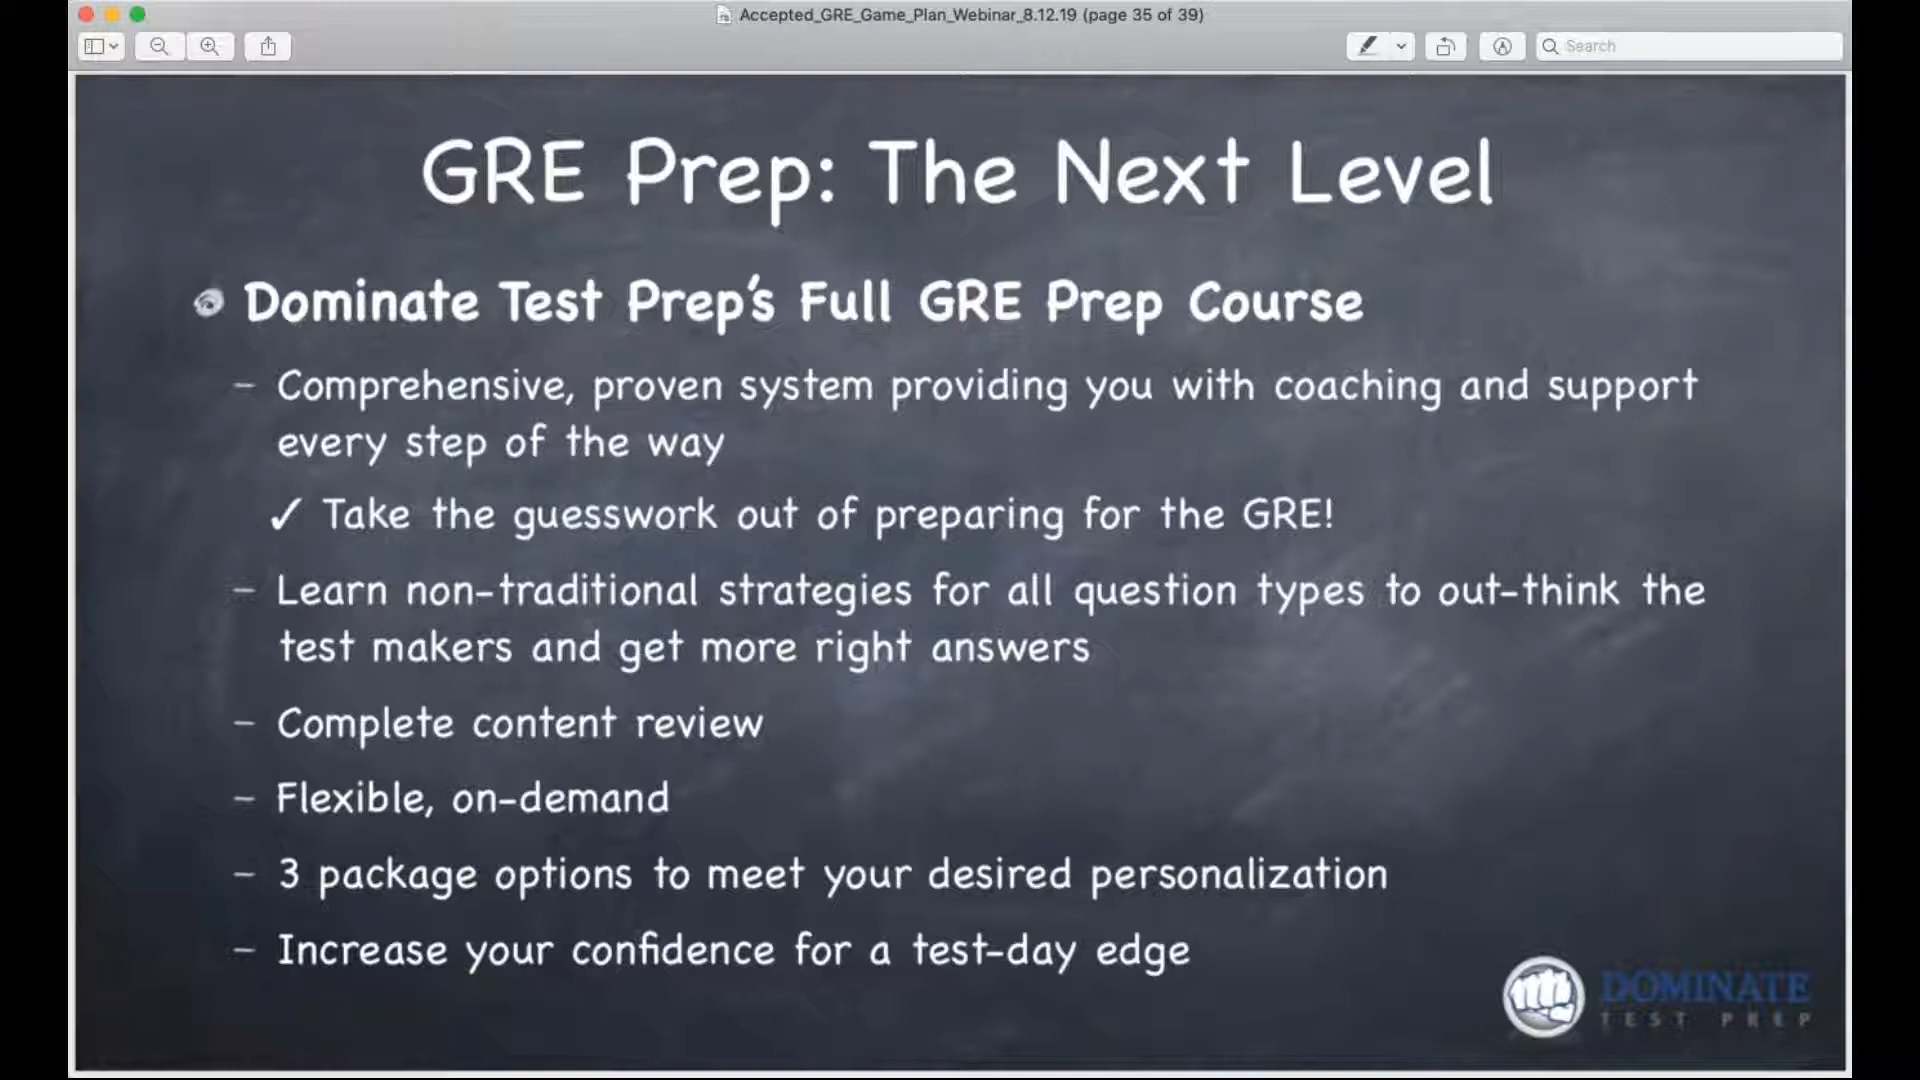 Accepted_GRE_Game_Plan_Webinar_8.12.19 (page 35 of 39)
Search
GRE Prep: The Next Level
Dominate Test Prep's Full GRE Prep Course
– Comprehensive, proven system providing you with coaching and support
every step of the way
✓ Take the guesswork out of preparing for the GRE!
– Learn non-traditional strategies for all question types to out-think the
test makers and get more right answers
– Complete content review
– Flexible, on-demand
– 3 package options to meet your desired personalization
– Increase your confidence for a test-day edge
DOMINATE
TEST PREP